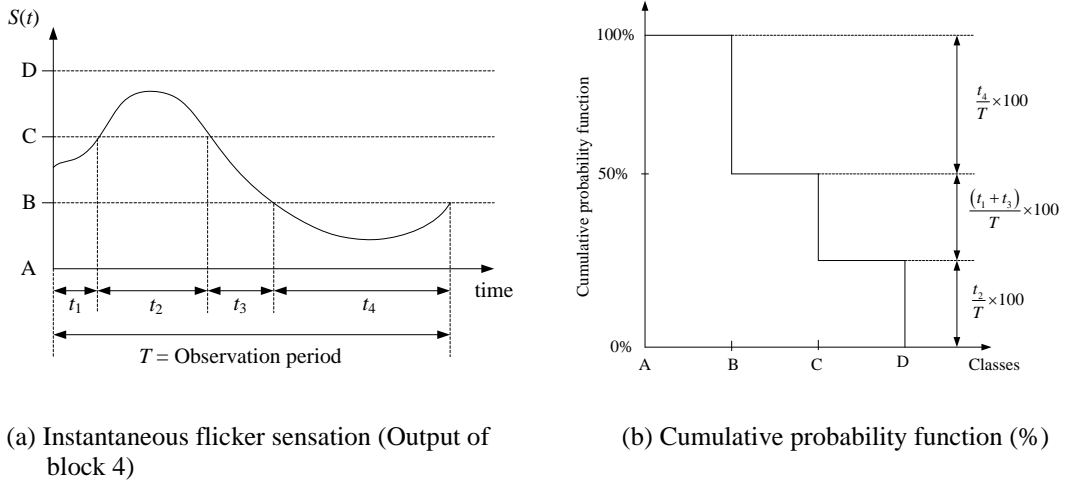 S(t)
D
C
B
A
time
t₁
t₂
t₃
t₄
T = Observation period
(a) Instantaneous flicker sensation (Output of
block 4)
Cumulative probability function
100%
50%
0%
A
B
C
D
Classes
t₄/T ×100
(t₁ + t₃)/T ×100
t₂/T ×100
(b) Cumulative probability function (%)